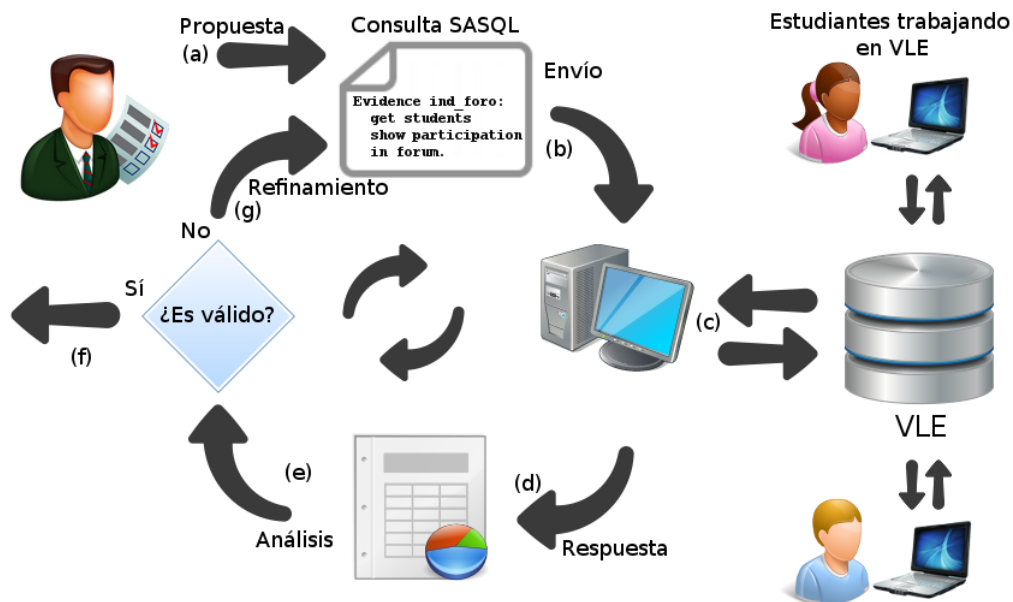 Propuesta
(a)
Consulta SASQL
Evidence ind_foro:
get students
show participation
in forum.
Envío
(b)
Estudiantes trabajando
en VLE
Refinamiento
(g)
No
Sí
¿Es válido?
(f)
(c)
VLE
(e)
Análisis
(d)
Respuesta